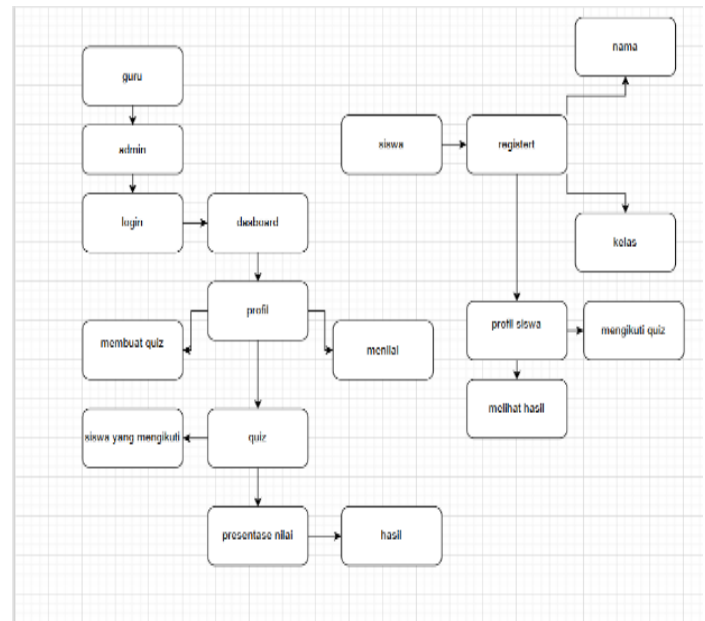 guru
admin
login
dasboard
profil
membuat quiz
menilai
siswa yang mengikuti
quiz
presentase nilai
hasil
siswa
registert
nama
kelas
profil siswa
mengikuti quiz
melihat hasil